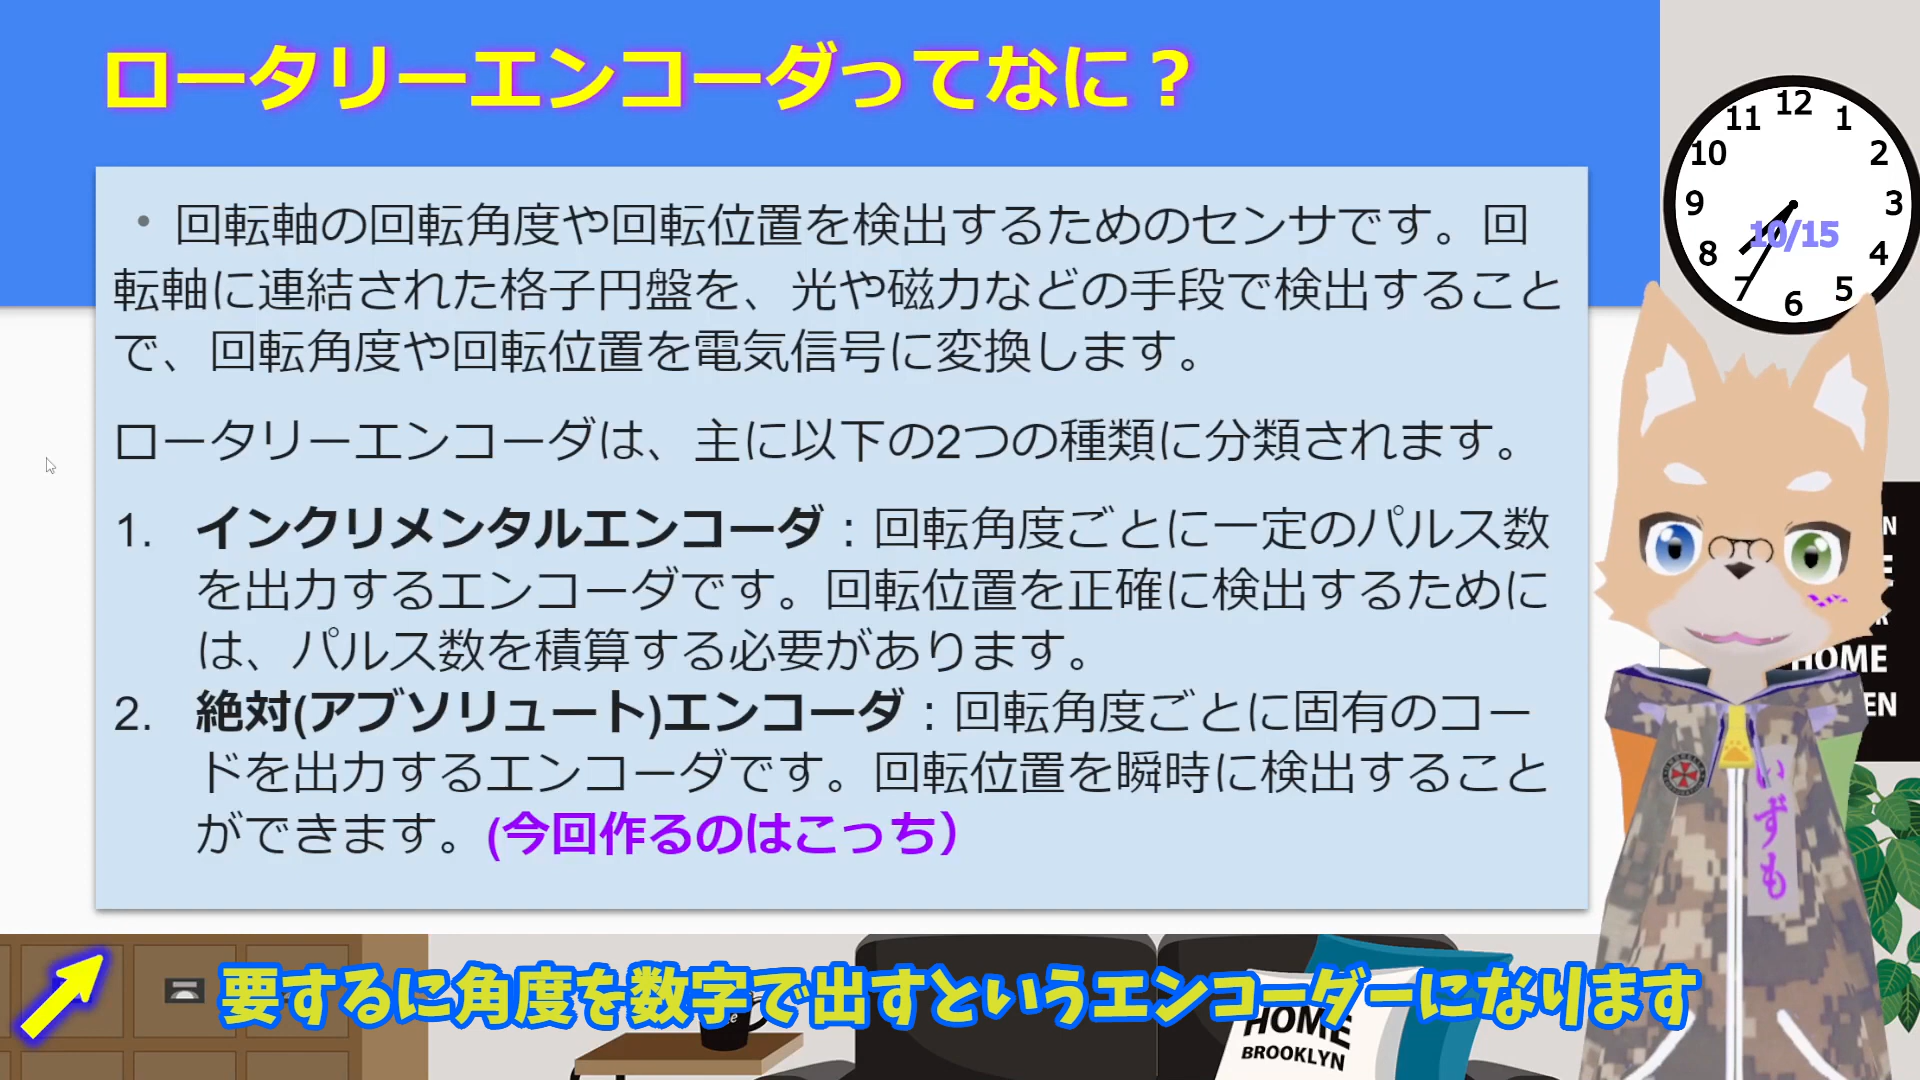 ロータリーエンコーダってなに？
・回転軸の回転角度や回転位置を検出するためのセンサです。回
転軸に連結された格子円盤を、光や磁力などの手段で検出すること
で、回転角度や回転位置を電気信号に変換します。
ロータリーエンコーダは、主に以下の2つの種類に分類されます。
1. インクリメンタルエンコーダ：回転角度ごとに一定のパルス数
を出力するエンコーダです。回転位置を正確に検出するために
は、パルス数を積算する必要があります。
2. 絶対(アブソリュート)エンコーダ：回転角度ごとに固有のコー
ドを出力するエンコーダです。回転位置を瞬時に検出すること
ができます。(今回作るのはこっち）
12
1
2
3
4
5
6
7
8
9
10
11
10/15
HOME
EN
いずも
要するに角度を数字で出すというエンコーダーになります
HOME
BROOKLYN